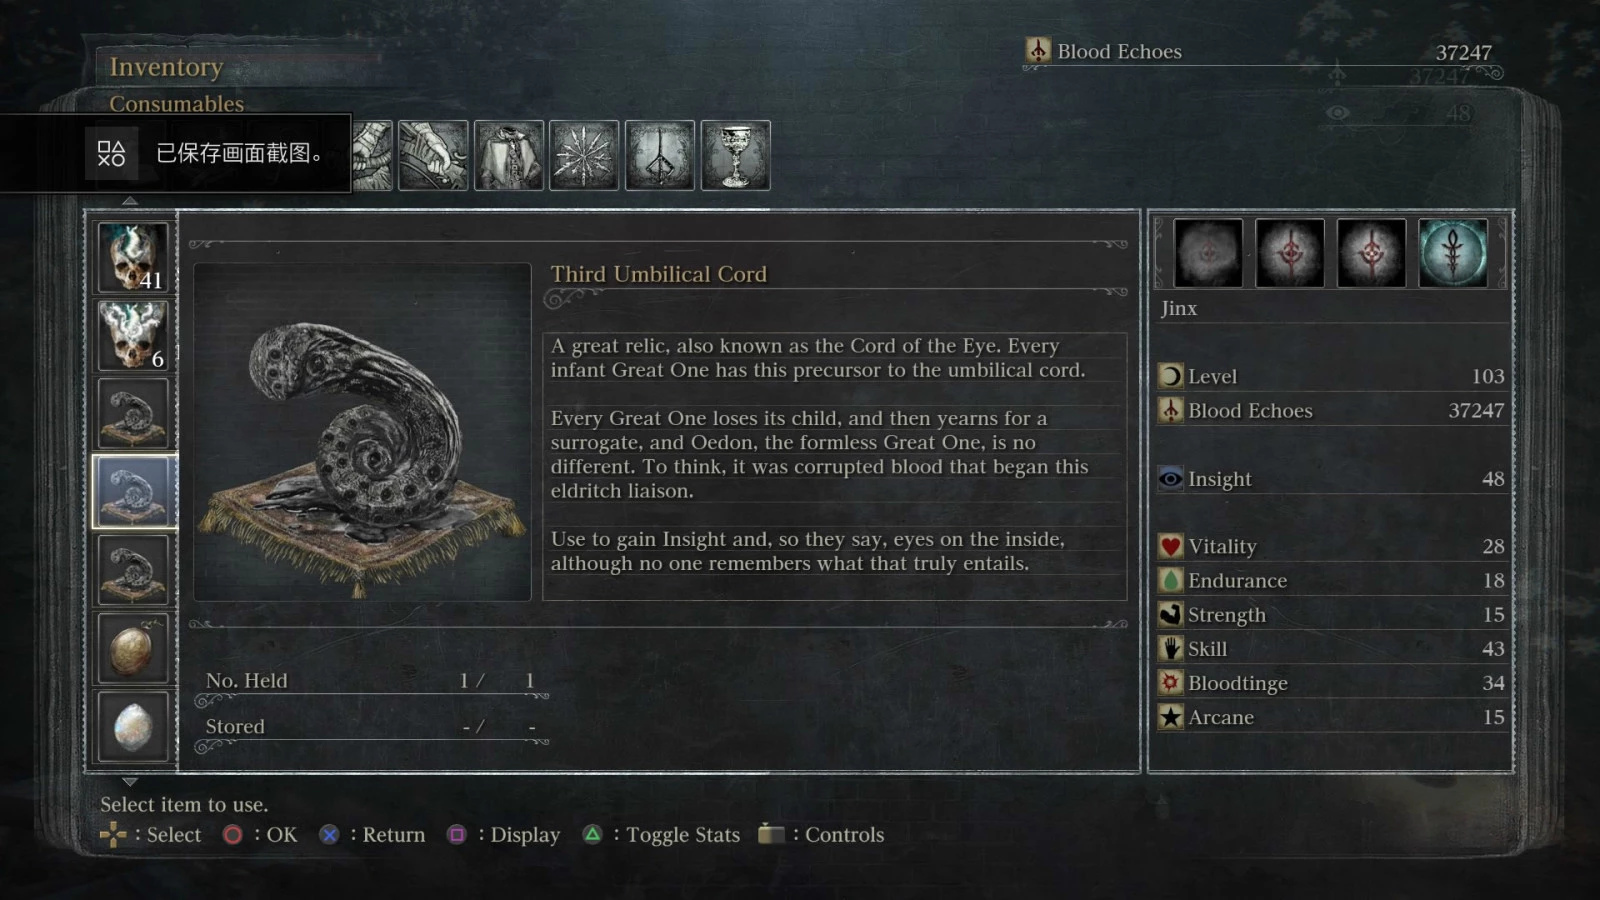 Inventory
Consumables
已保存画面截图。
Blood Echoes 37247
37247
48
41
6
Third Umbilical Cord
A great relic, also known as the Cord of the Eye. Every
infant Great One has this precursor to the umbilical cord.
Every Great One loses its child, and then yearns for a
surrogate, and Oedon, the formless Great One, is no
different. To think, it was corrupted blood that began this
eldritch liaison.
Use to gain Insight and, so they say, eyes on the inside,
although no one remembers what that truly entails.
No. Held 1 / 1
Stored - / -
Jinx
Level 103
Blood Echoes 37247
Insight 48
Vitality 28
Endurance 18
Strength 15
Skill 43
Bloodtinge 34
Arcane 15
Select item to use.
: Select : OK : Return : Display : Toggle Stats : Controls